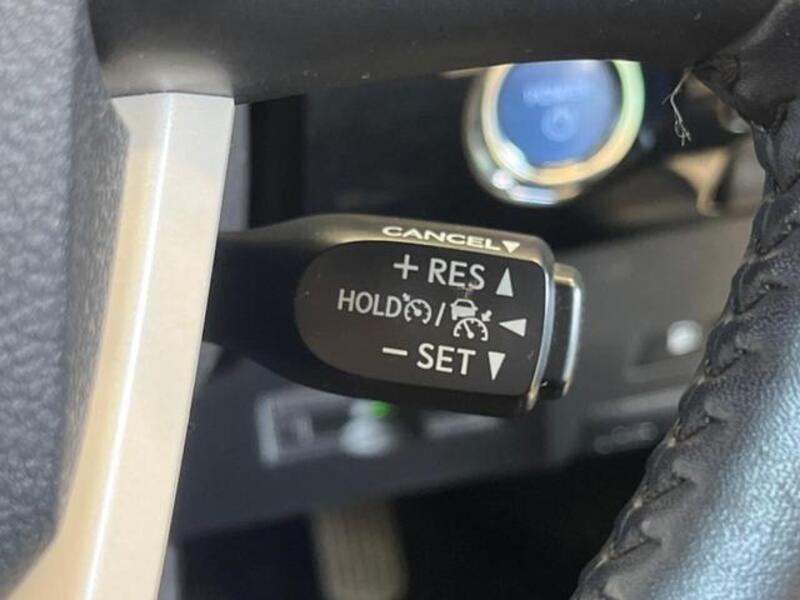 CANCEL▼
+ RES ▲
HOLD / ◀
− SET ▼